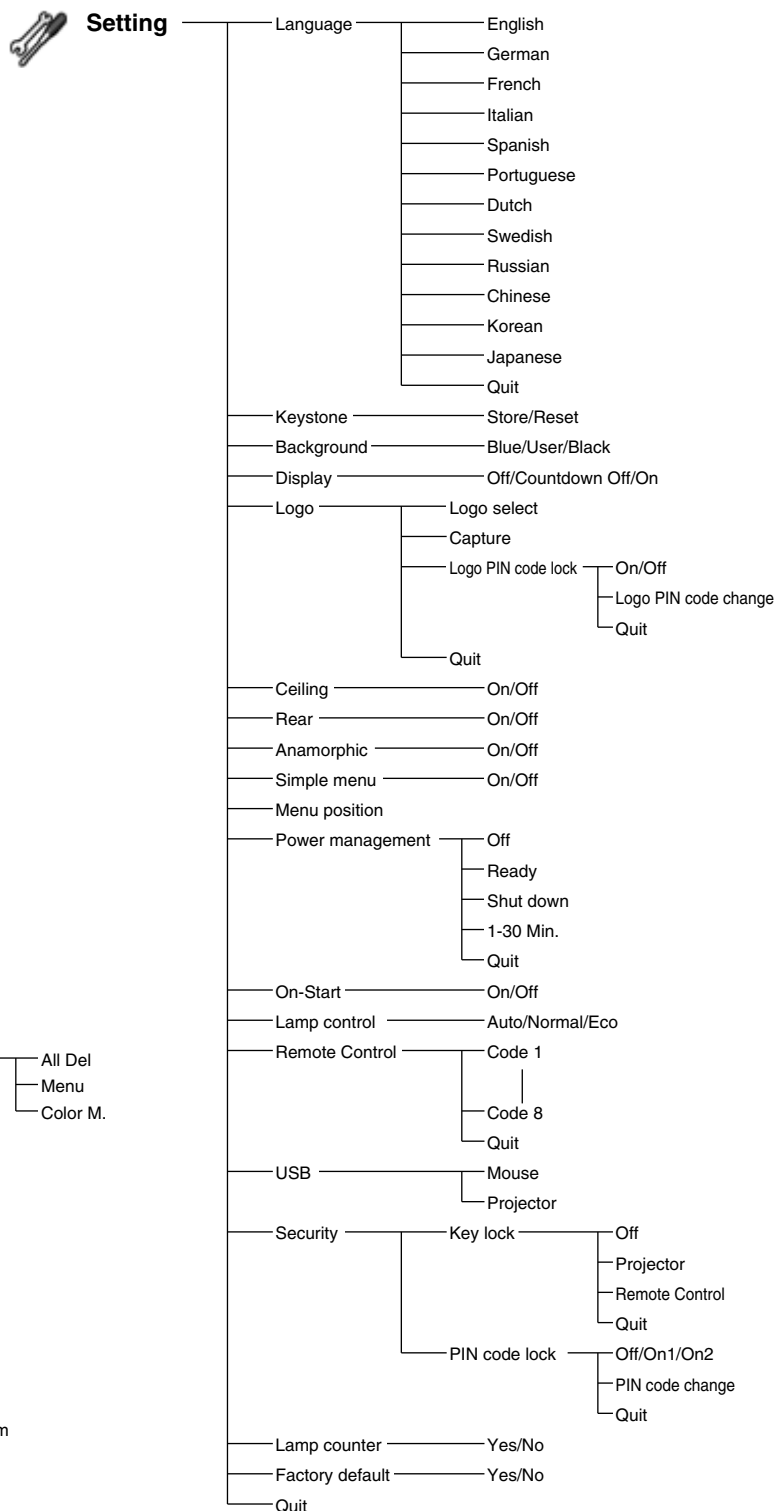 Setting Language English
German
French
Italian
Spanish
Portuguese
Dutch
Swedish
Russian
Chinese
Korean
Japanese
Quit
Keystone Store/Reset
Background Blue/User/Black
Display Off/Countdown Off/On
Logo Logo select
Capture
Logo PIN code lock On/Off
Logo PIN code change
Quit
Quit
Ceiling On/Off
Rear On/Off
Anamorphic On/Off
Simple menu On/Off
Menu position
Power management Off
Ready
Shut down
1-30 Min.
Quit
On-Start On/Off
Lamp control Auto/Normal/Eco
Remote Control Code 1
Code 8
Quit
USB Mouse
Projector
Security Key lock Off
Projector
Remote Control
Quit
PIN code lock Off/On1/On2
PIN code change
Quit
Lamp counter Yes/No
Factory default Yes/No
Quit
All Del
Menu
Color M.